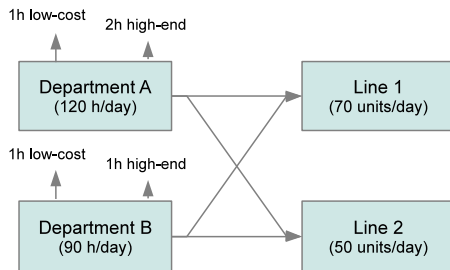 1h low-cost
2h high-end
Department A
(120 h/day)
Line 1
(70 units/day)
1h low-cost
1h high-end
Department B
(90 h/day)
Line 2
(50 units/day)